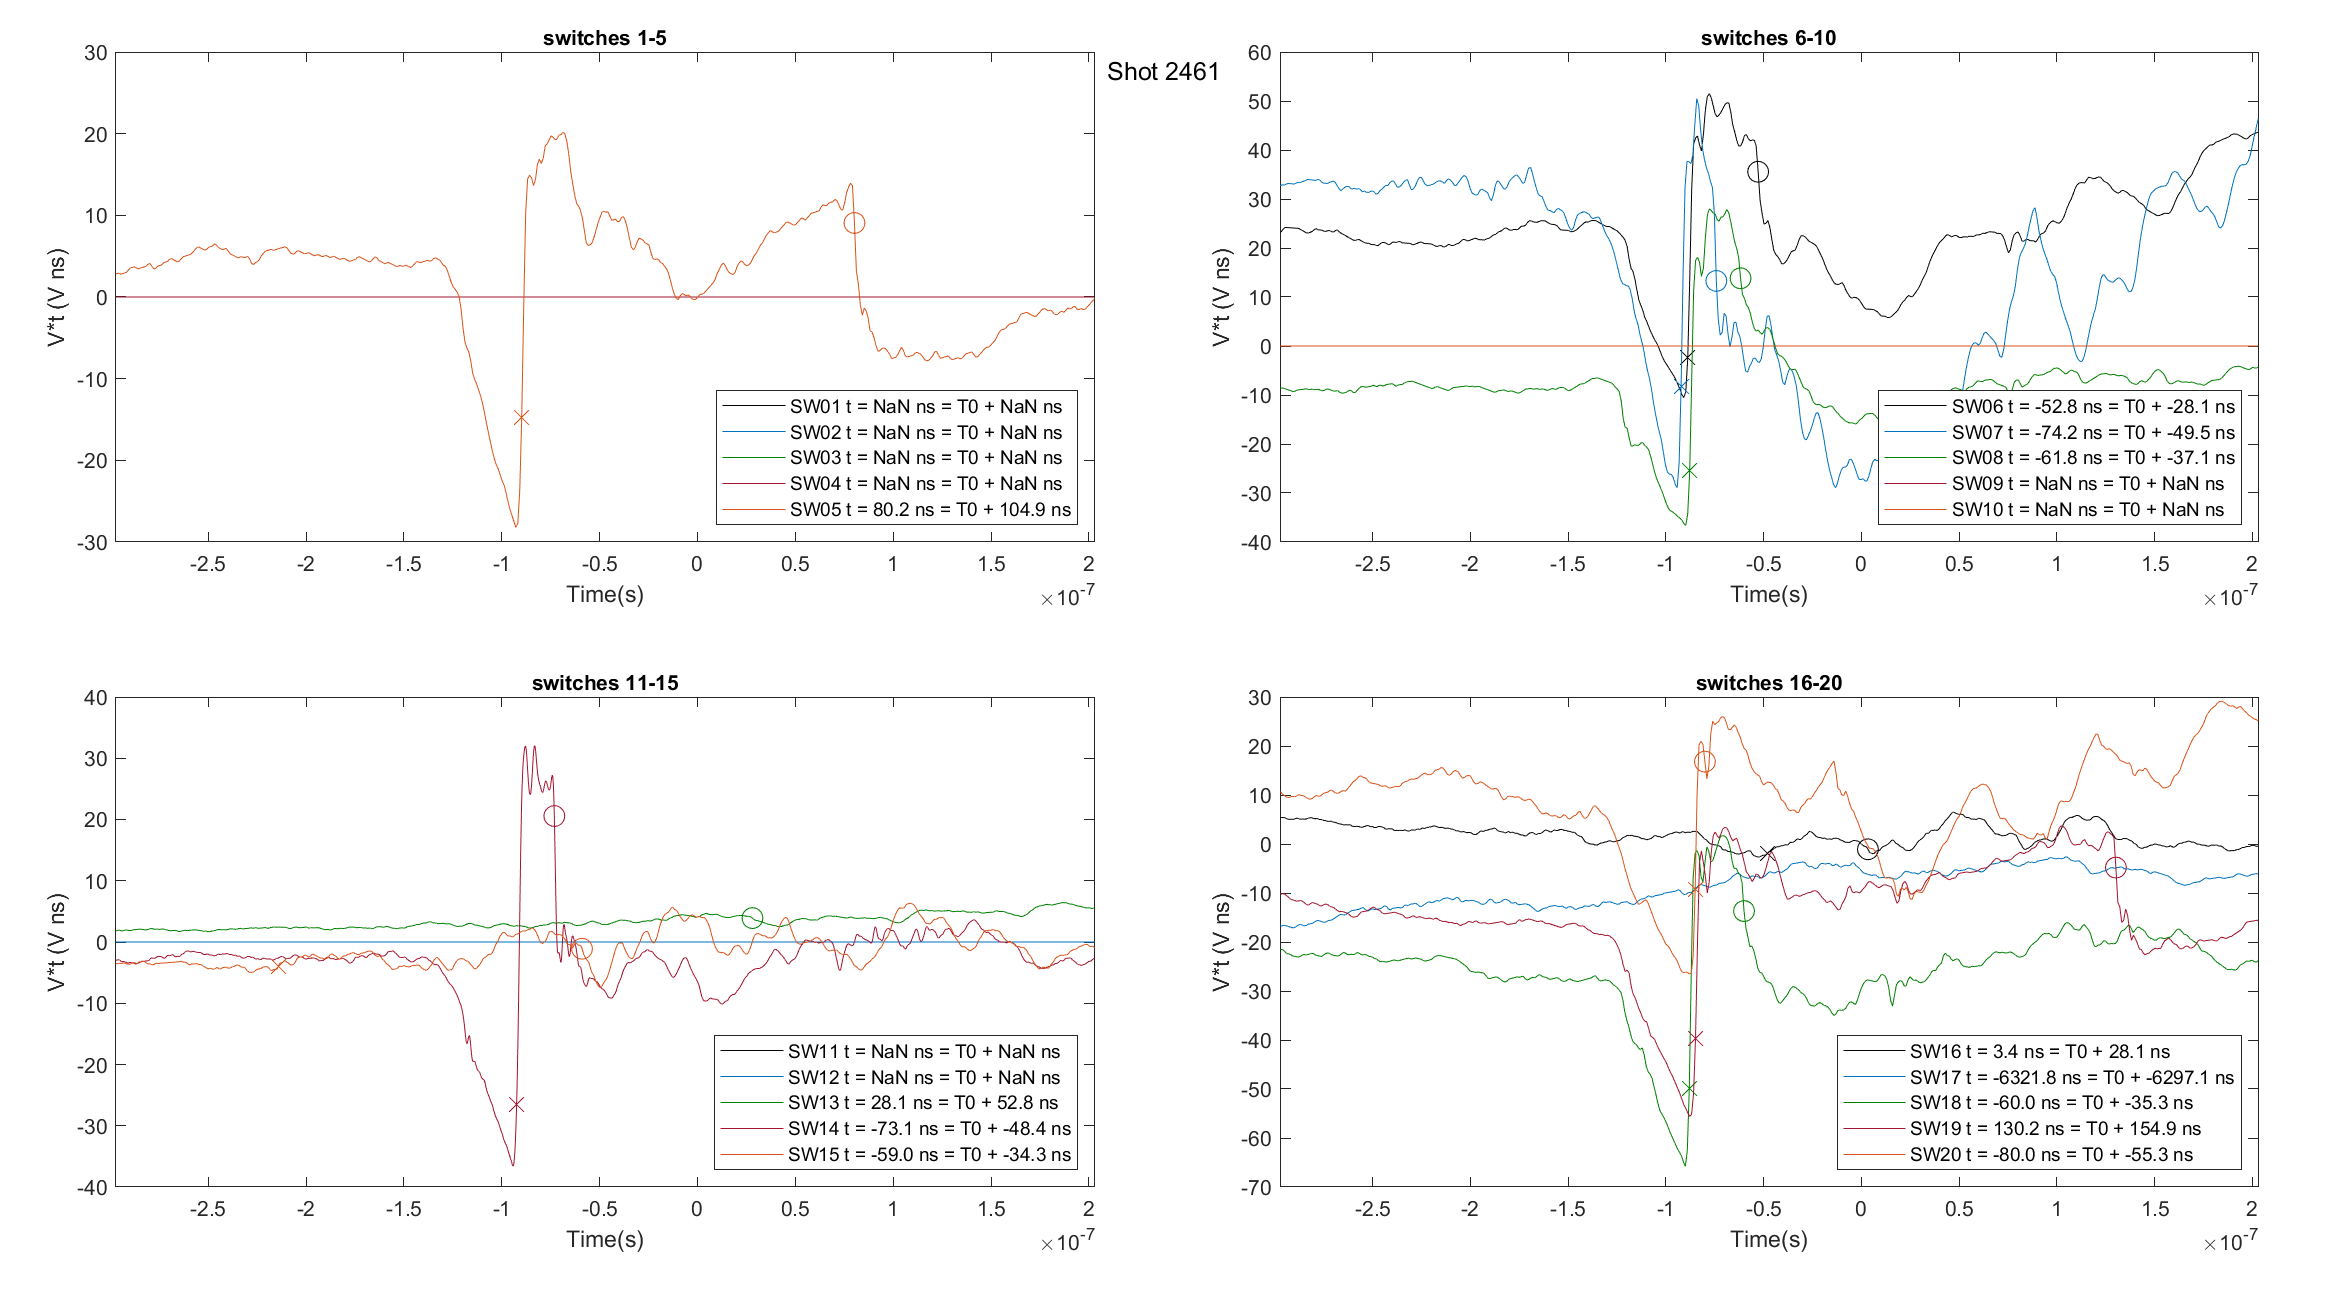 Shot 2461
switches 1-5
30
20
10
0
-10
-20
-30
V*t (V ns)
-2.5 -2 -1.5 -1 -0.5 0 0.5 1 1.5 2
Time(s)
×10-7
SW01 t = NaN ns = T0 + NaN ns
SW02 t = NaN ns = T0 + NaN ns
SW03 t = NaN ns = T0 + NaN ns
SW04 t = NaN ns = T0 + NaN ns
SW05 t = 80.2 ns = T0 + 104.9 ns
switches 6-10
60
50
40
30
20
10
0
-10
-20
-30
-40
V*t (V ns)
-2.5 -2 -1.5 -1 -0.5 0 0.5 1 1.5 2
Time(s)
×10-7
SW06 t = -52.8 ns = T0 + -28.1 ns
SW07 t = -74.2 ns = T0 + -49.5 ns
SW08 t = -61.8 ns = T0 + -37.1 ns
SW09 t = NaN ns = T0 + NaN ns
SW10 t = NaN ns = T0 + NaN ns
switches 11-15
40
30
20
10
0
-10
-20
-30
-40
V*t (V ns)
-2.5 -2 -1.5 -1 -0.5 0 0.5 1 1.5 2
Time(s)
×10-7
SW11 t = NaN ns = T0 + NaN ns
SW12 t = NaN ns = T0 + NaN ns
SW13 t = 28.1 ns = T0 + 52.8 ns
SW14 t = -73.1 ns = T0 + -48.4 ns
SW15 t = -59.0 ns = T0 + -34.3 ns
switches 16-20
30
20
10
0
-10
-20
-30
-40
-50
-60
-70
V*t (V ns)
-2.5 -2 -1.5 -1 -0.5 0 0.5 1 1.5 2
Time(s)
×10-7
SW16 t = 3.4 ns = T0 + 28.1 ns
SW17 t = -6321.8 ns = T0 + -6297.1 ns
SW18 t = -60.0 ns = T0 + -35.3 ns
SW19 t = 130.2 ns = T0 + 154.9 ns
SW20 t = -80.0 ns = T0 + -55.3 ns